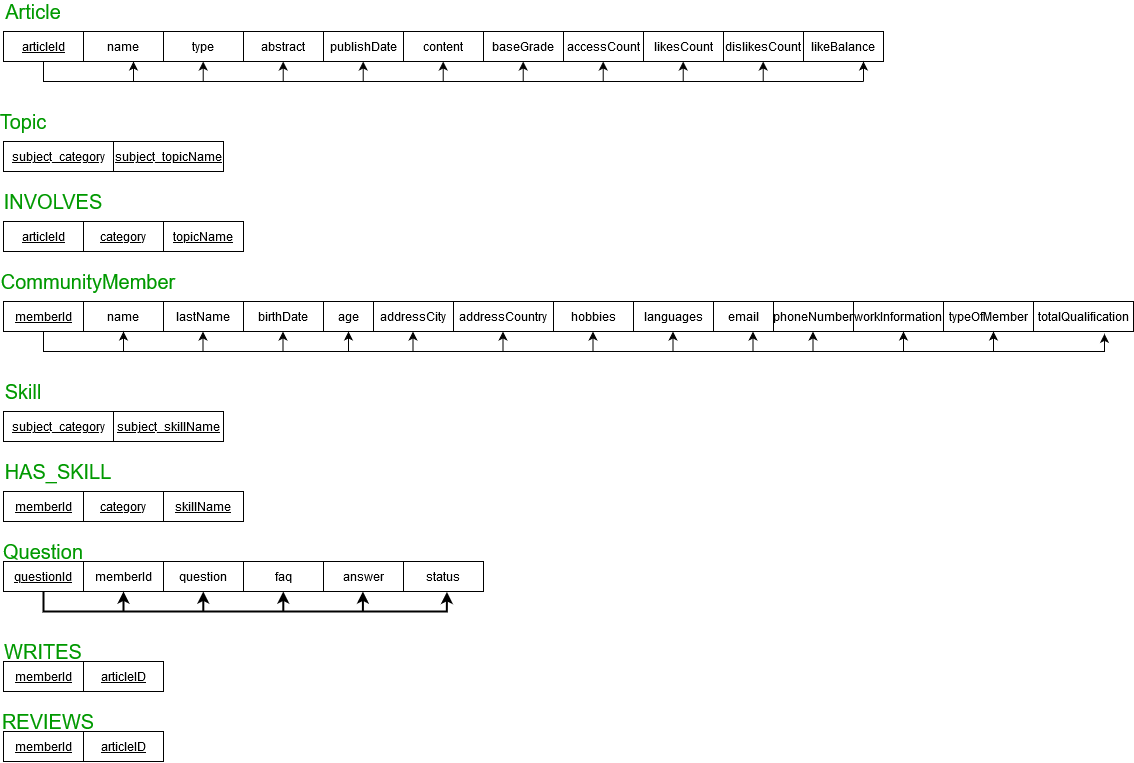 Article
articleId name type abstract publishDate content baseGrade accessCount likesCount dislikesCount likeBalance
Topic
subject_category subject_topicName
INVOLVES
articleId category topicName
CommunityMember
memberId name lastName birthDate age addressCity addressCountry hobbies languages email phoneNumber workInformation typeOfMember totalQualification
Skill
subject_category subject_skillName
HAS_SKILL
memberId category skillName
Question
questionId memberId question faq answer status
WRITES
memberId articleID
REVIEWS
memberId articleID